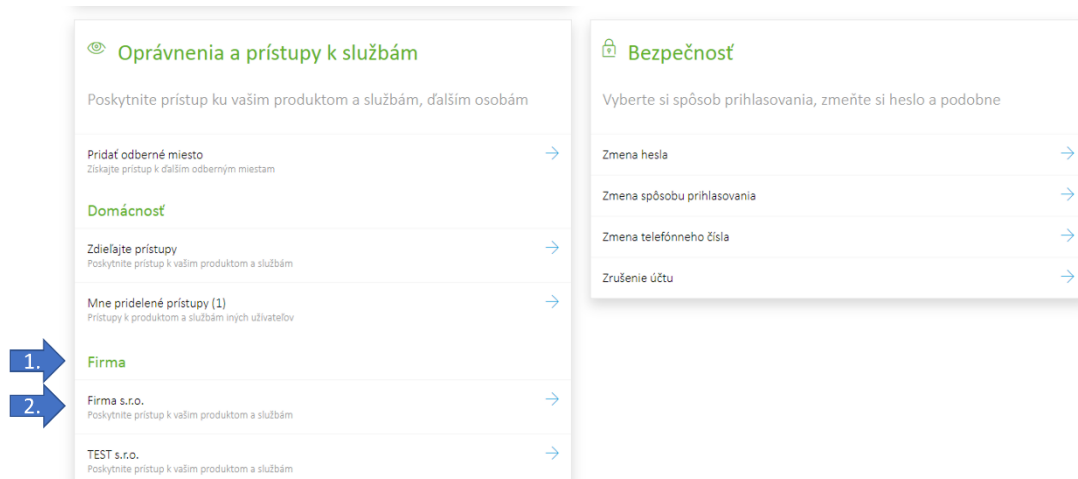 Oprávnenia a prístupy k službám
Poskytnite prístup ku vašim produktom a službám, ďalším osobám
Pridať odberné miesto
Získajte prístup k ďalším odberným miestam
Domácnosť
Zdieľajte prístupy
Poskytnite prístup k vašim produktom a službám
Mne pridelené prístupy (1)
Prístupy k produktom a službám iných užívateľov
1.
Firma
2.
Firma s.r.o.
Poskytnite prístup k vašim produktom a službám
TEST s.r.o.
Poskytnite prístup k vašim produktom a službám
Bezpečnosť
Vyberte si spôsob prihlasovania, zmeňte si heslo a podobne
Zmena hesla
Zmena spôsobu prihlasovania
Zmena telefónneho čísla
Zrušenie účtu